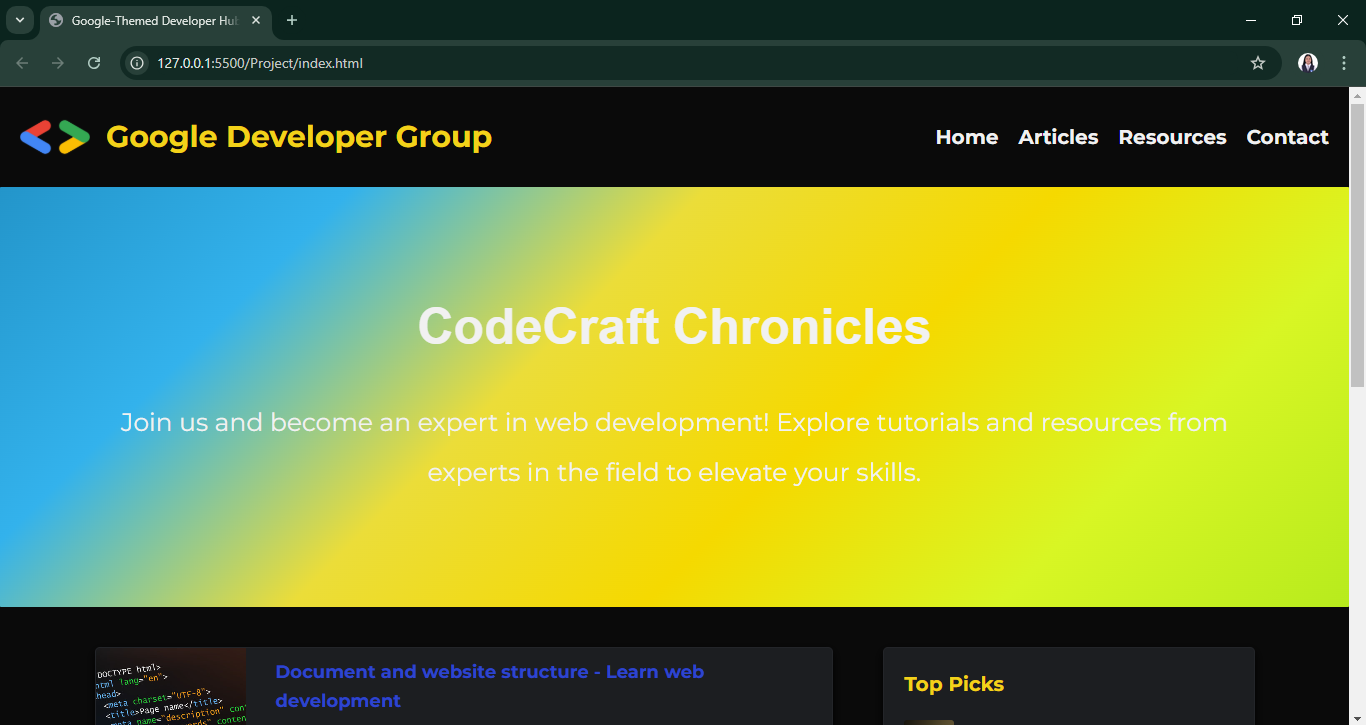 Google-Themed Developer Hub
127.0.0.1:5500/Project/index.html
Google Developer Group
Home Articles Resources Contact
CodeCraft Chronicles
Join us and become an expert in web development! Explore tutorials and resources from
experts in the field to elevate your skills.
DOCTYPE html>
html lang="en">
head>
<meta charset="UTF-8">
<title>Page name</title>
<meta name="description" con
Document and website structure - Learn web
development
Top Picks